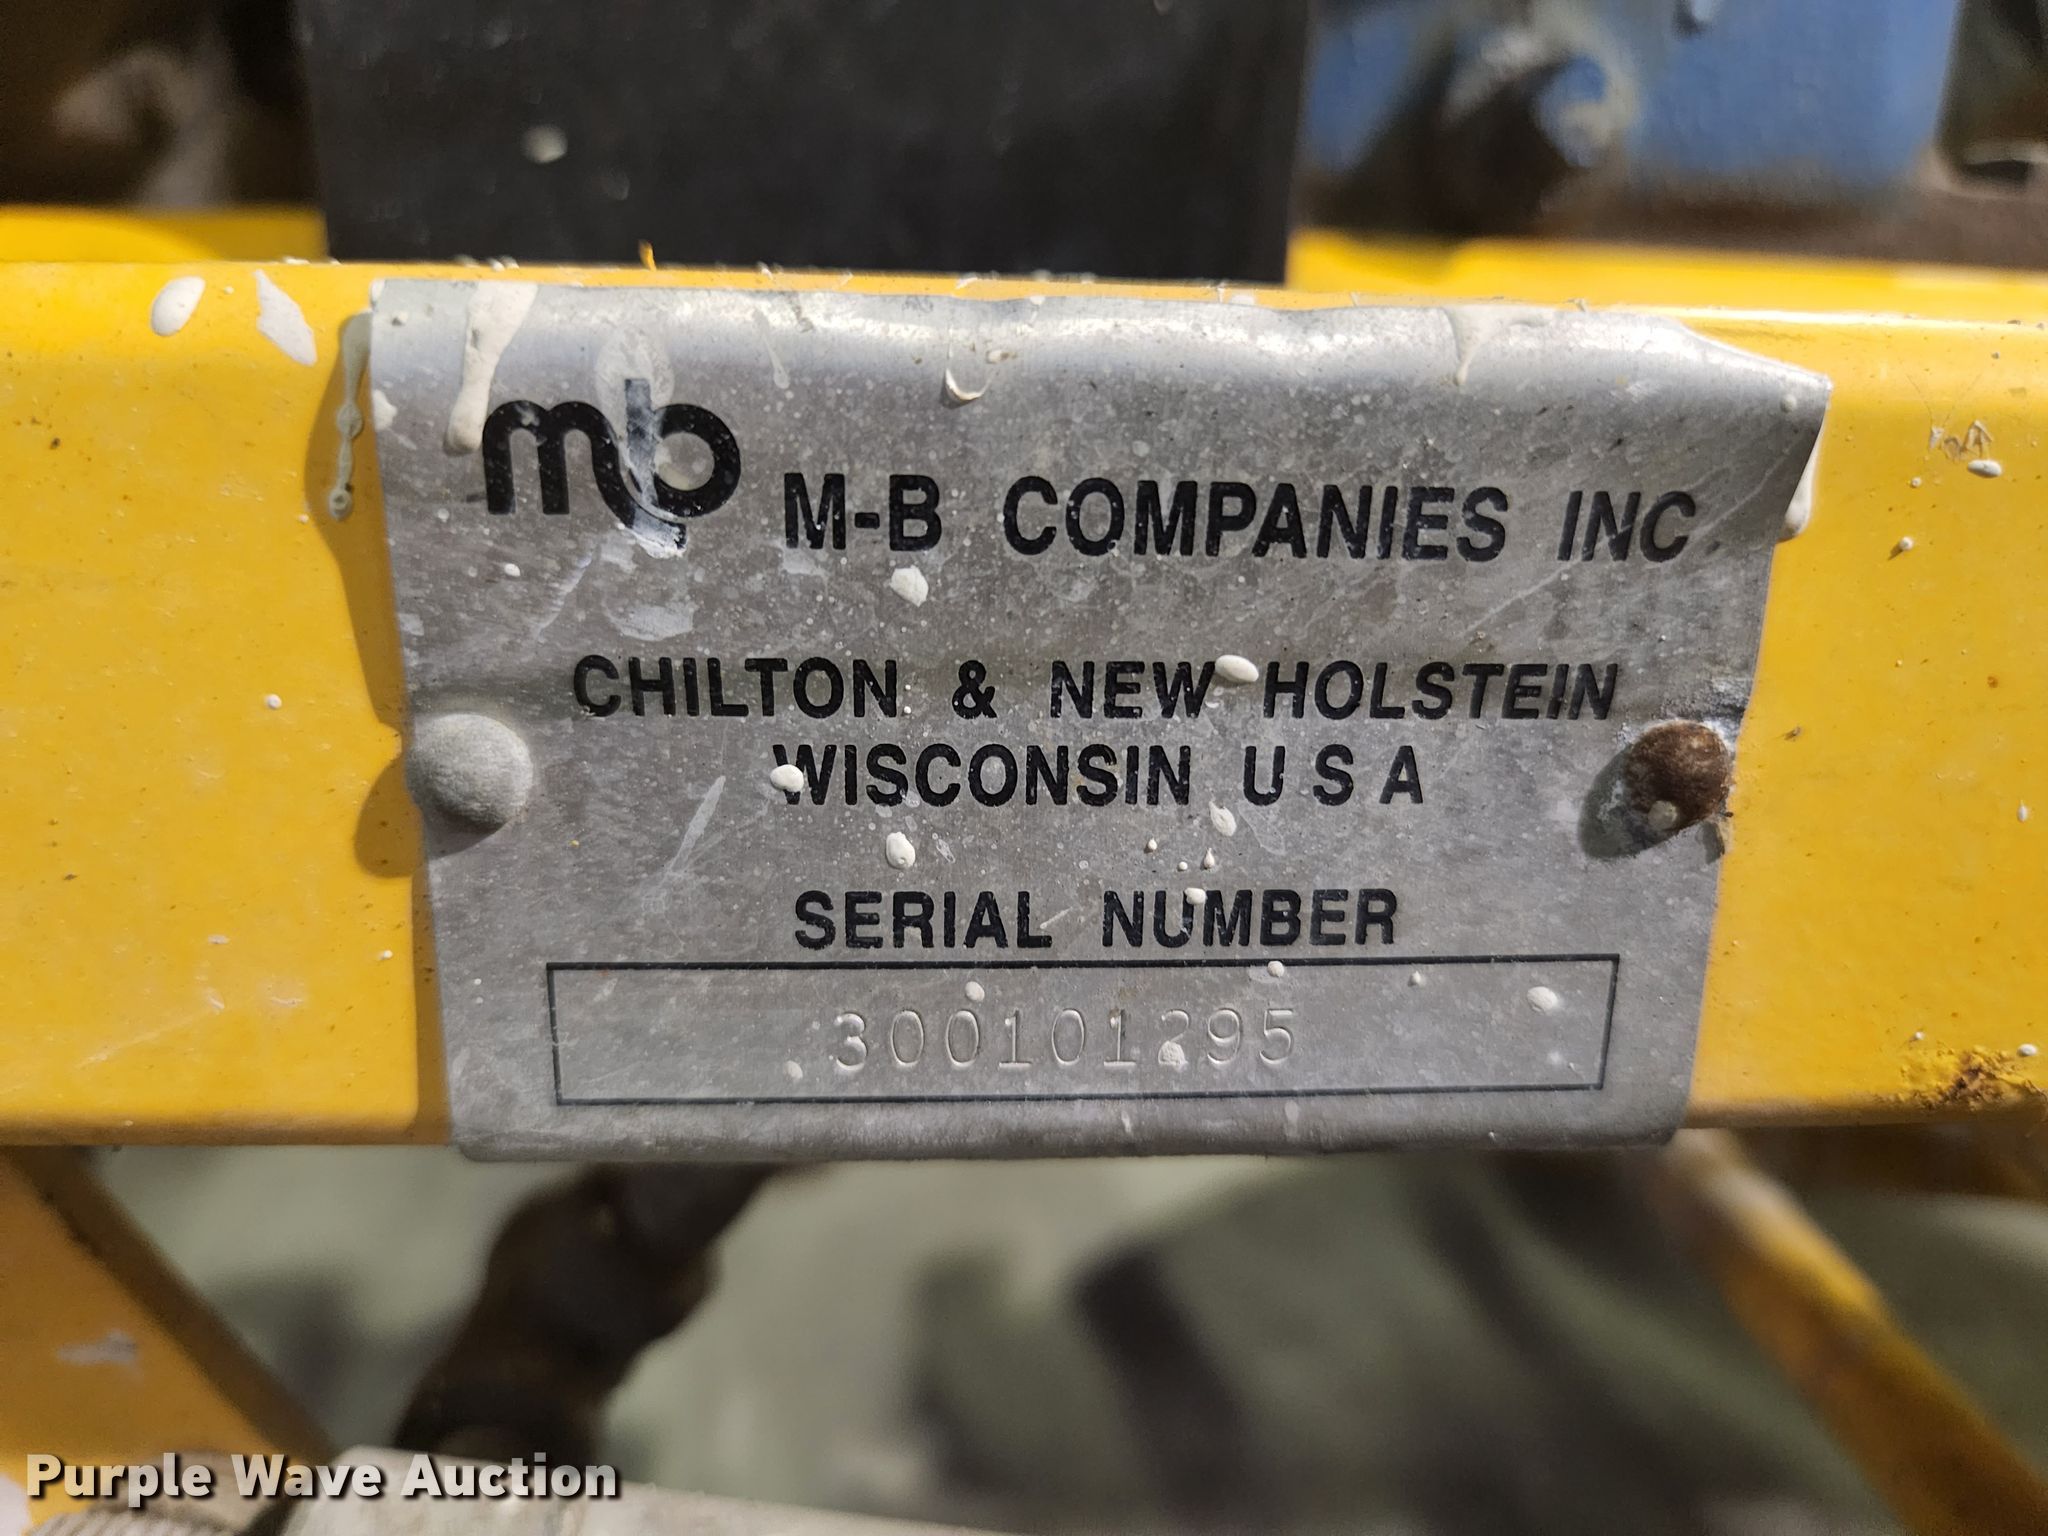 mb M-B COMPANIES INC
CHILTON & NEW HOLSTEIN
WISCONSIN U S A
SERIAL NUMBER
300101295
Purple Wave Auction